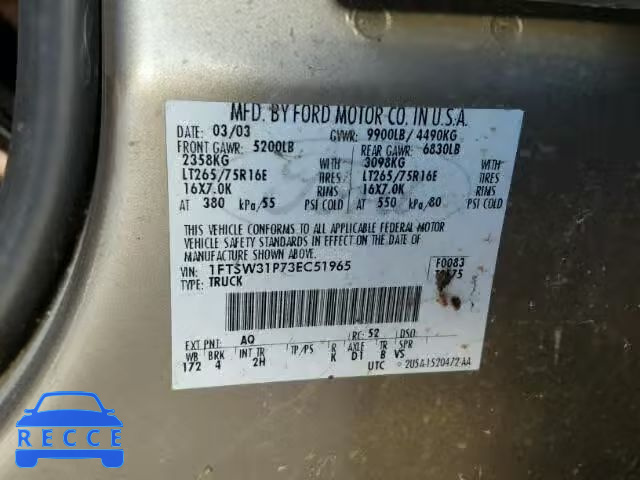 MFD. BY FORD MOTOR CO. IN U.S.A.
DATE: 03/03 GVWR: 9900LB/ 4490KG
FRONT GAWR: 5200LB REAR GAWR: 6830LB
2358KG WITH 3098KG WITH
LT265/75R16E TIRES LT265/75R16E TIRES
16X7.0K RIMS 16X7.0K RIMS
AT 380 kPa/55 PSI COLD AT 550 kPa/80 PSI COLD
THIS VEHICLE CONFORMS TO ALL APPLICABLE FEDERAL MOTOR
VEHICLE SAFETY STANDARDS IN EFFECT ON THE DATE OF
MANUFACTURE SHOWN ABOVE.
VIN: 1FTSW31P73EC51965 F0083
TYPE: TRUCK
EXT PNT: AQ RC: 52 DSO:
WB BRK INT TR TP/PS R AXLE TR SPR
172 4 2H K D1 B VS
UTC 2U5A-1520472-AA
RECCE